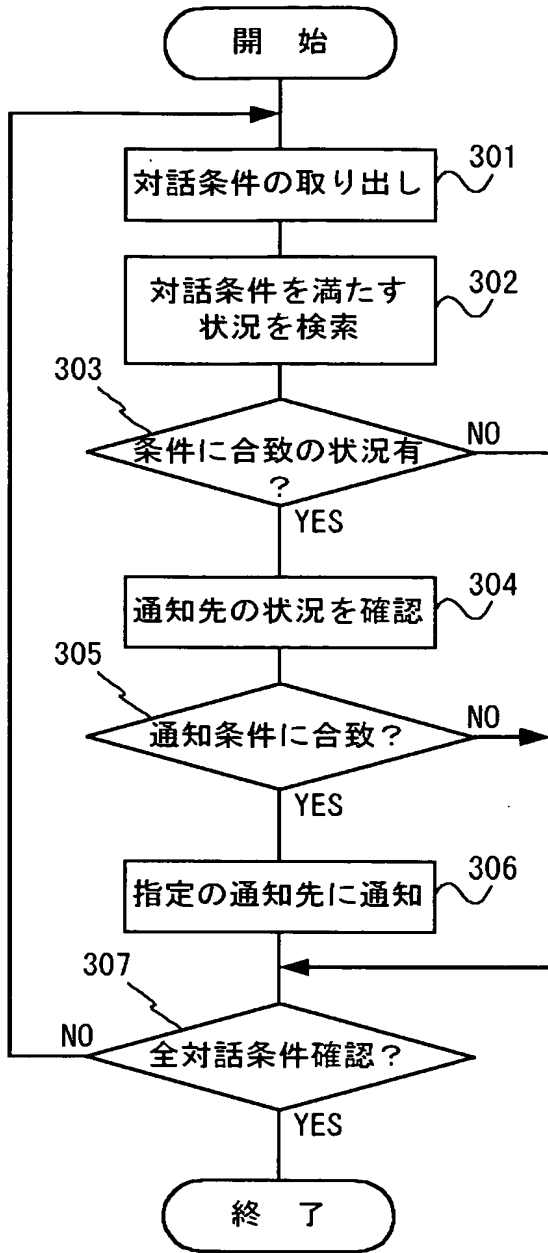 開 始
301
対話条件の取り出し
302
対話条件を満たす
状況を検索
303
条件に合致の状況有
?
NO
YES
304
通知先の状況を確認
305
通知条件に合致?
NO
YES
306
指定の通知先に通知
307
NO
全対話条件確認?
YES
終 了